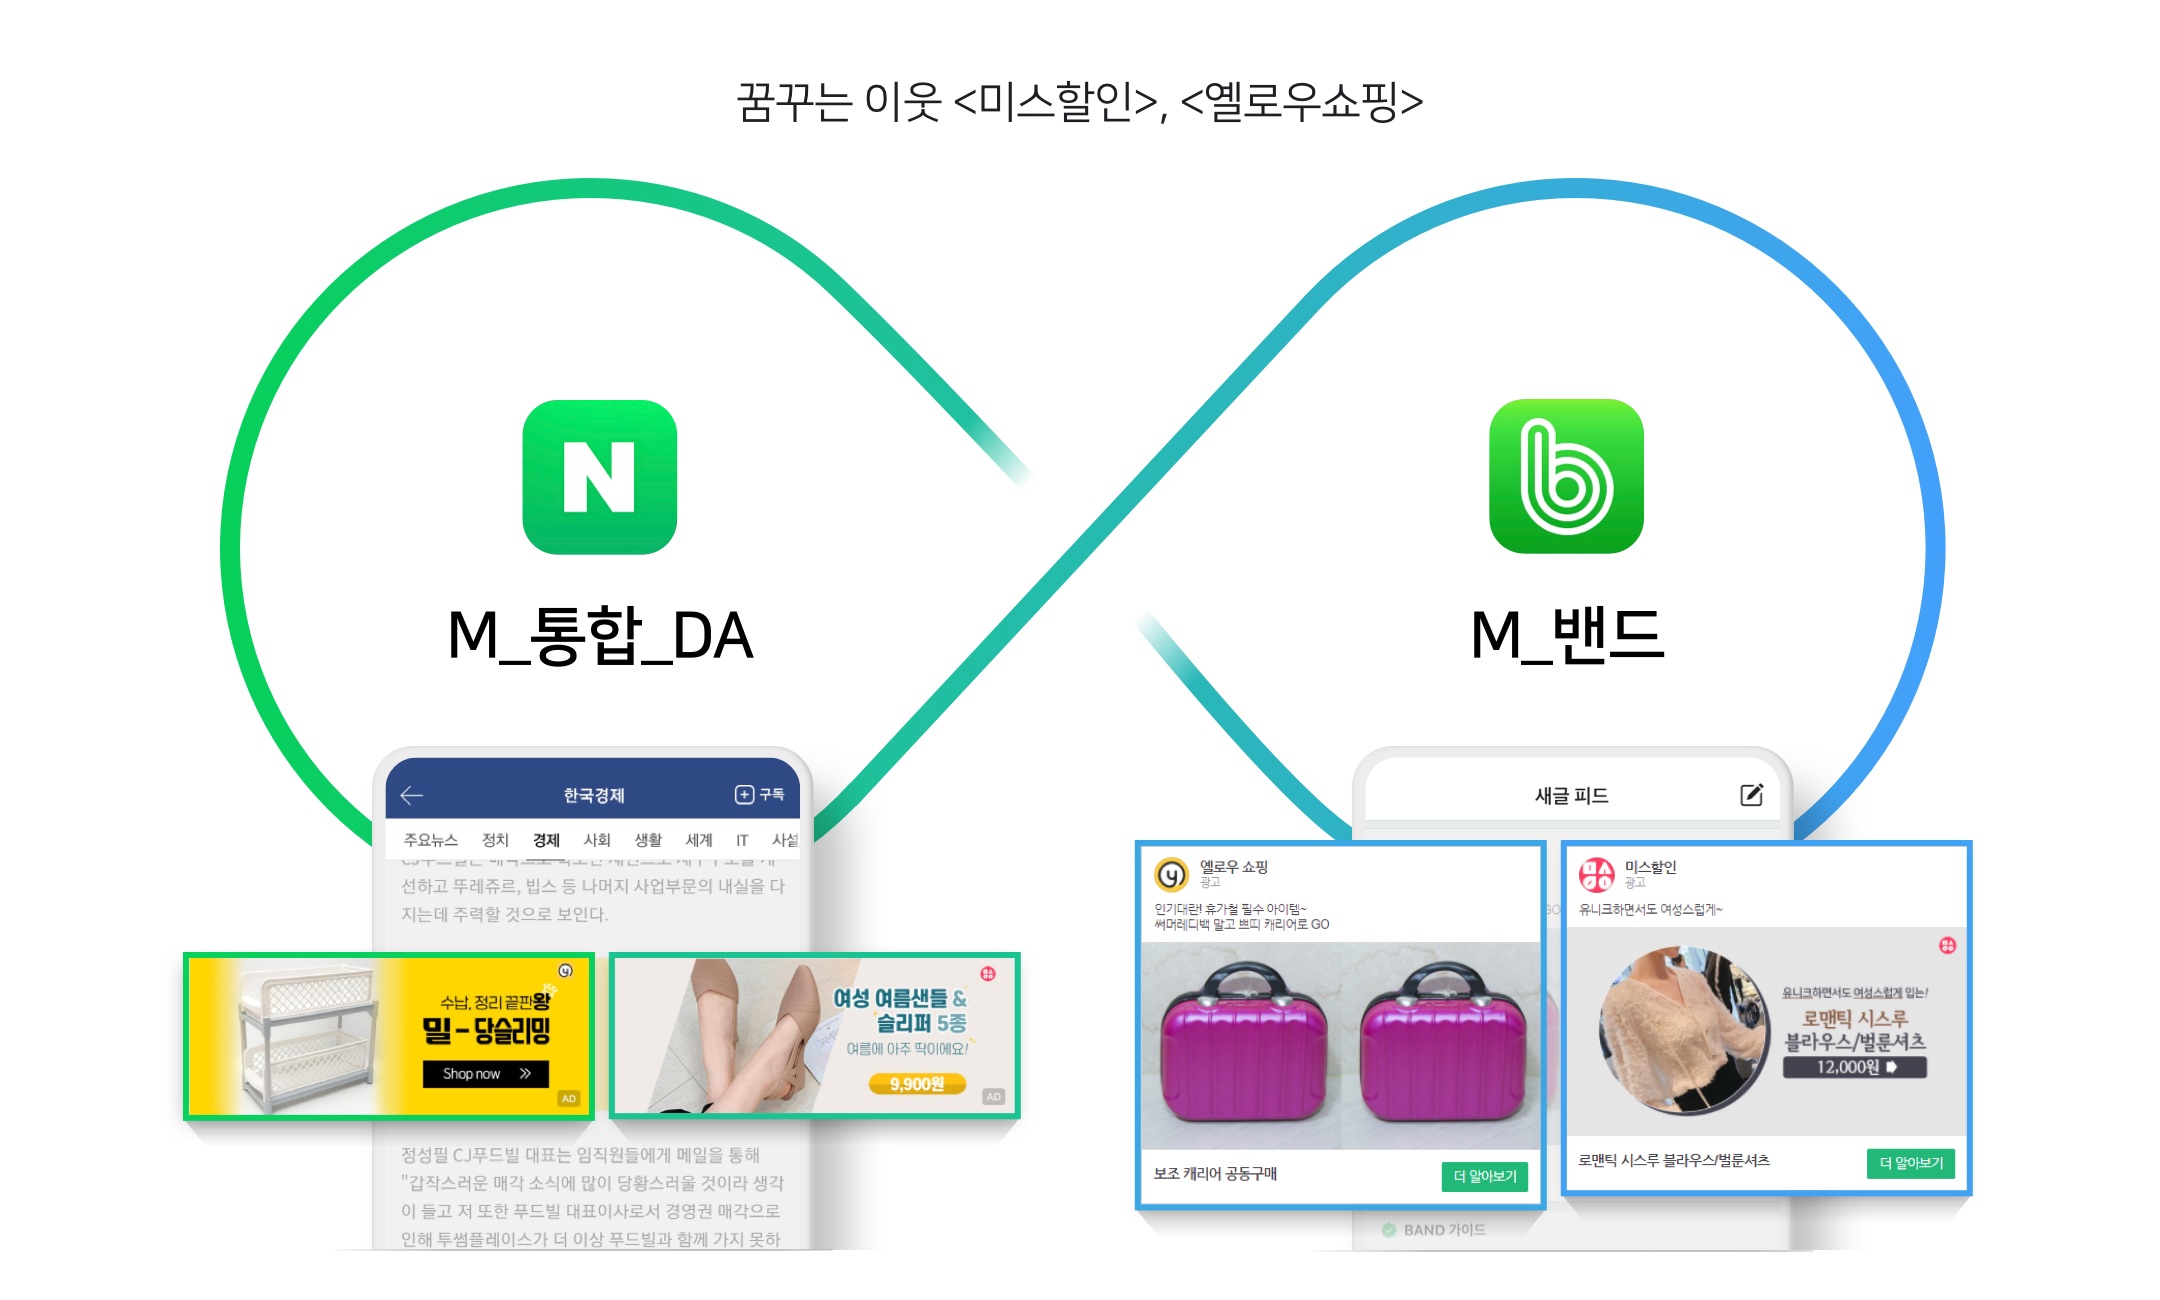 꿈꾸는 이웃 <미스할인>, <옐로우쇼핑>
N
M_통합_DA
b
M_밴드
한국경제
구독
주요뉴스 정치 경제 사회 생활 세계 IT 사설
선하고 뚜레쥬르, 빕스 등 나머지 사업부문의 내실을 다
지는데 주력할 것으로 보인다.
수납, 정리 끝판왕
밀-당슬리밍
Shop now
AD
여성 여름샌들 &
슬리퍼 5종
여름에 아주 딱이에요!
9,900원
AD
정성필 CJ푸드빌 대표는 임직원들에게 메일을 통해
"갑작스러운 매각 소식에 많이 당황스러울 것이라 생각
이 들고 저 또한 푸드빌 대표이사로서 경영권 매각으로
인해 투썸플레이스가 더 이상 푸드빌과 함께 가지 못하
새글 피드
옐로우 쇼핑
광고
인기대란! 휴가철 필수 아이템~
써머레디백 말고 쁘띠 캐리어로 GO
보조 캐리어 공동구매
더 알아보기
미스할인
광고
유니크하면서도 여성스럽게~
유니크하면서도 여성스럽게 입는!
로맨틱 시스루
블라우스/벌룬셔츠
12,000원
로맨틱 시스루 블라우스/벌룬셔츠
더 알아보기
BAND 가이드